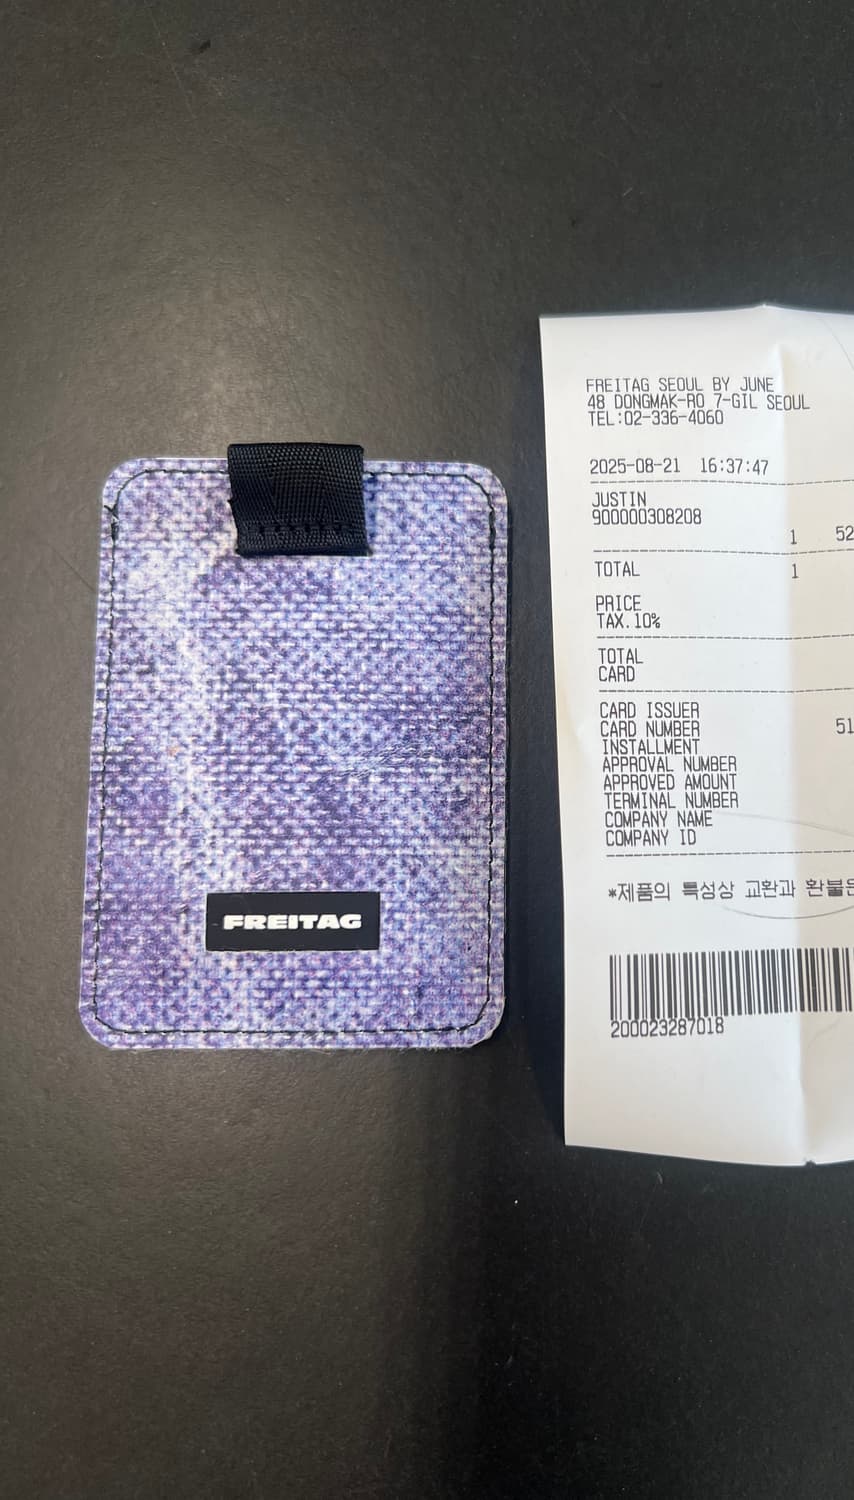 FREITAG
FREITAG SEOUL BY JUNE
48 DONGMAK-RO 7-GIL SEOUL
TEL:02-336-4060
2025-08-21 16:37:47
JUSTIN
900000308208
1 52
TOTAL 1
PRICE
TAX.10%
TOTAL
CARD
CARD ISSUER
CARD NUMBER 51
INSTALLMENT
APPROVAL NUMBER
APPROVED AMOUNT
TERMINAL NUMBER
COMPANY NAME
COMPANY ID
*제품의 특성상 교환과 환불은
200023287018